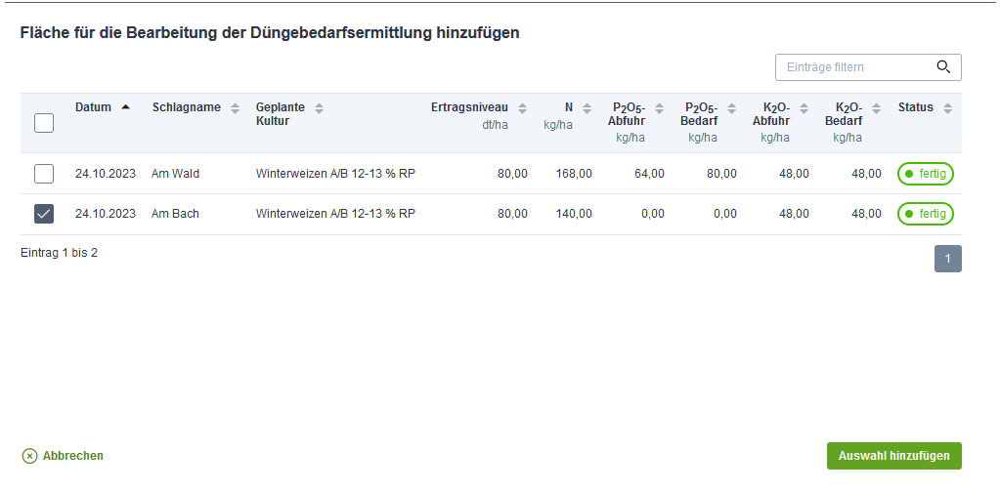 Fläche für die Bearbeitung der Düngebedarfsermittlung hinzufügen
Einträge filtern
Datum Schlagname Geplante Kultur Ertragsniveau dt/ha N kg/ha P2O5-Abfuhr kg/ha P2O5-Bedarf kg/ha K2O-Abfuhr kg/ha K2O-Bedarf kg/ha Status
24.10.2023 Am Wald Winterweizen A/B 12-13 % RP 80,00 168,00 64,00 80,00 48,00 48,00 fertig
24.10.2023 Am Bach Winterweizen A/B 12-13 % RP 80,00 140,00 0,00 0,00 48,00 48,00 fertig
Eintrag 1 bis 2 1
Abbrechen Auswahl hinzufügen